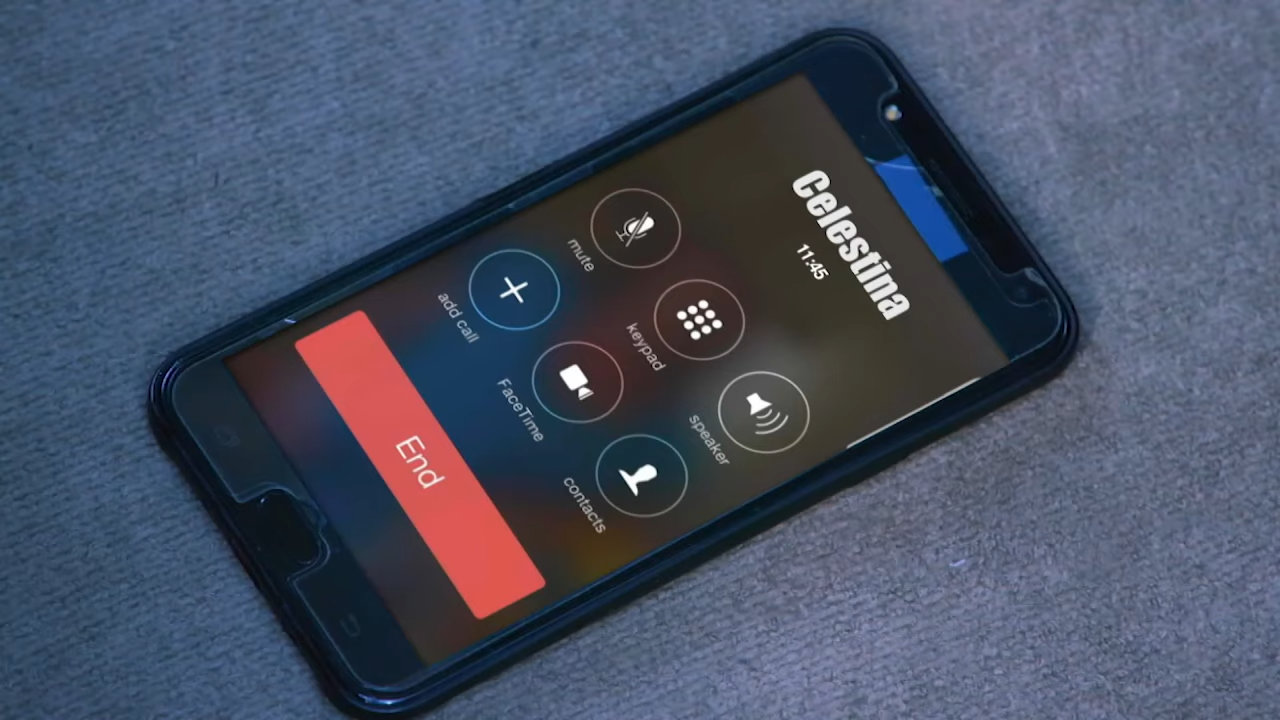 Celestina
11:45
mute
keypad
speaker
add call
FaceTime
contacts
End